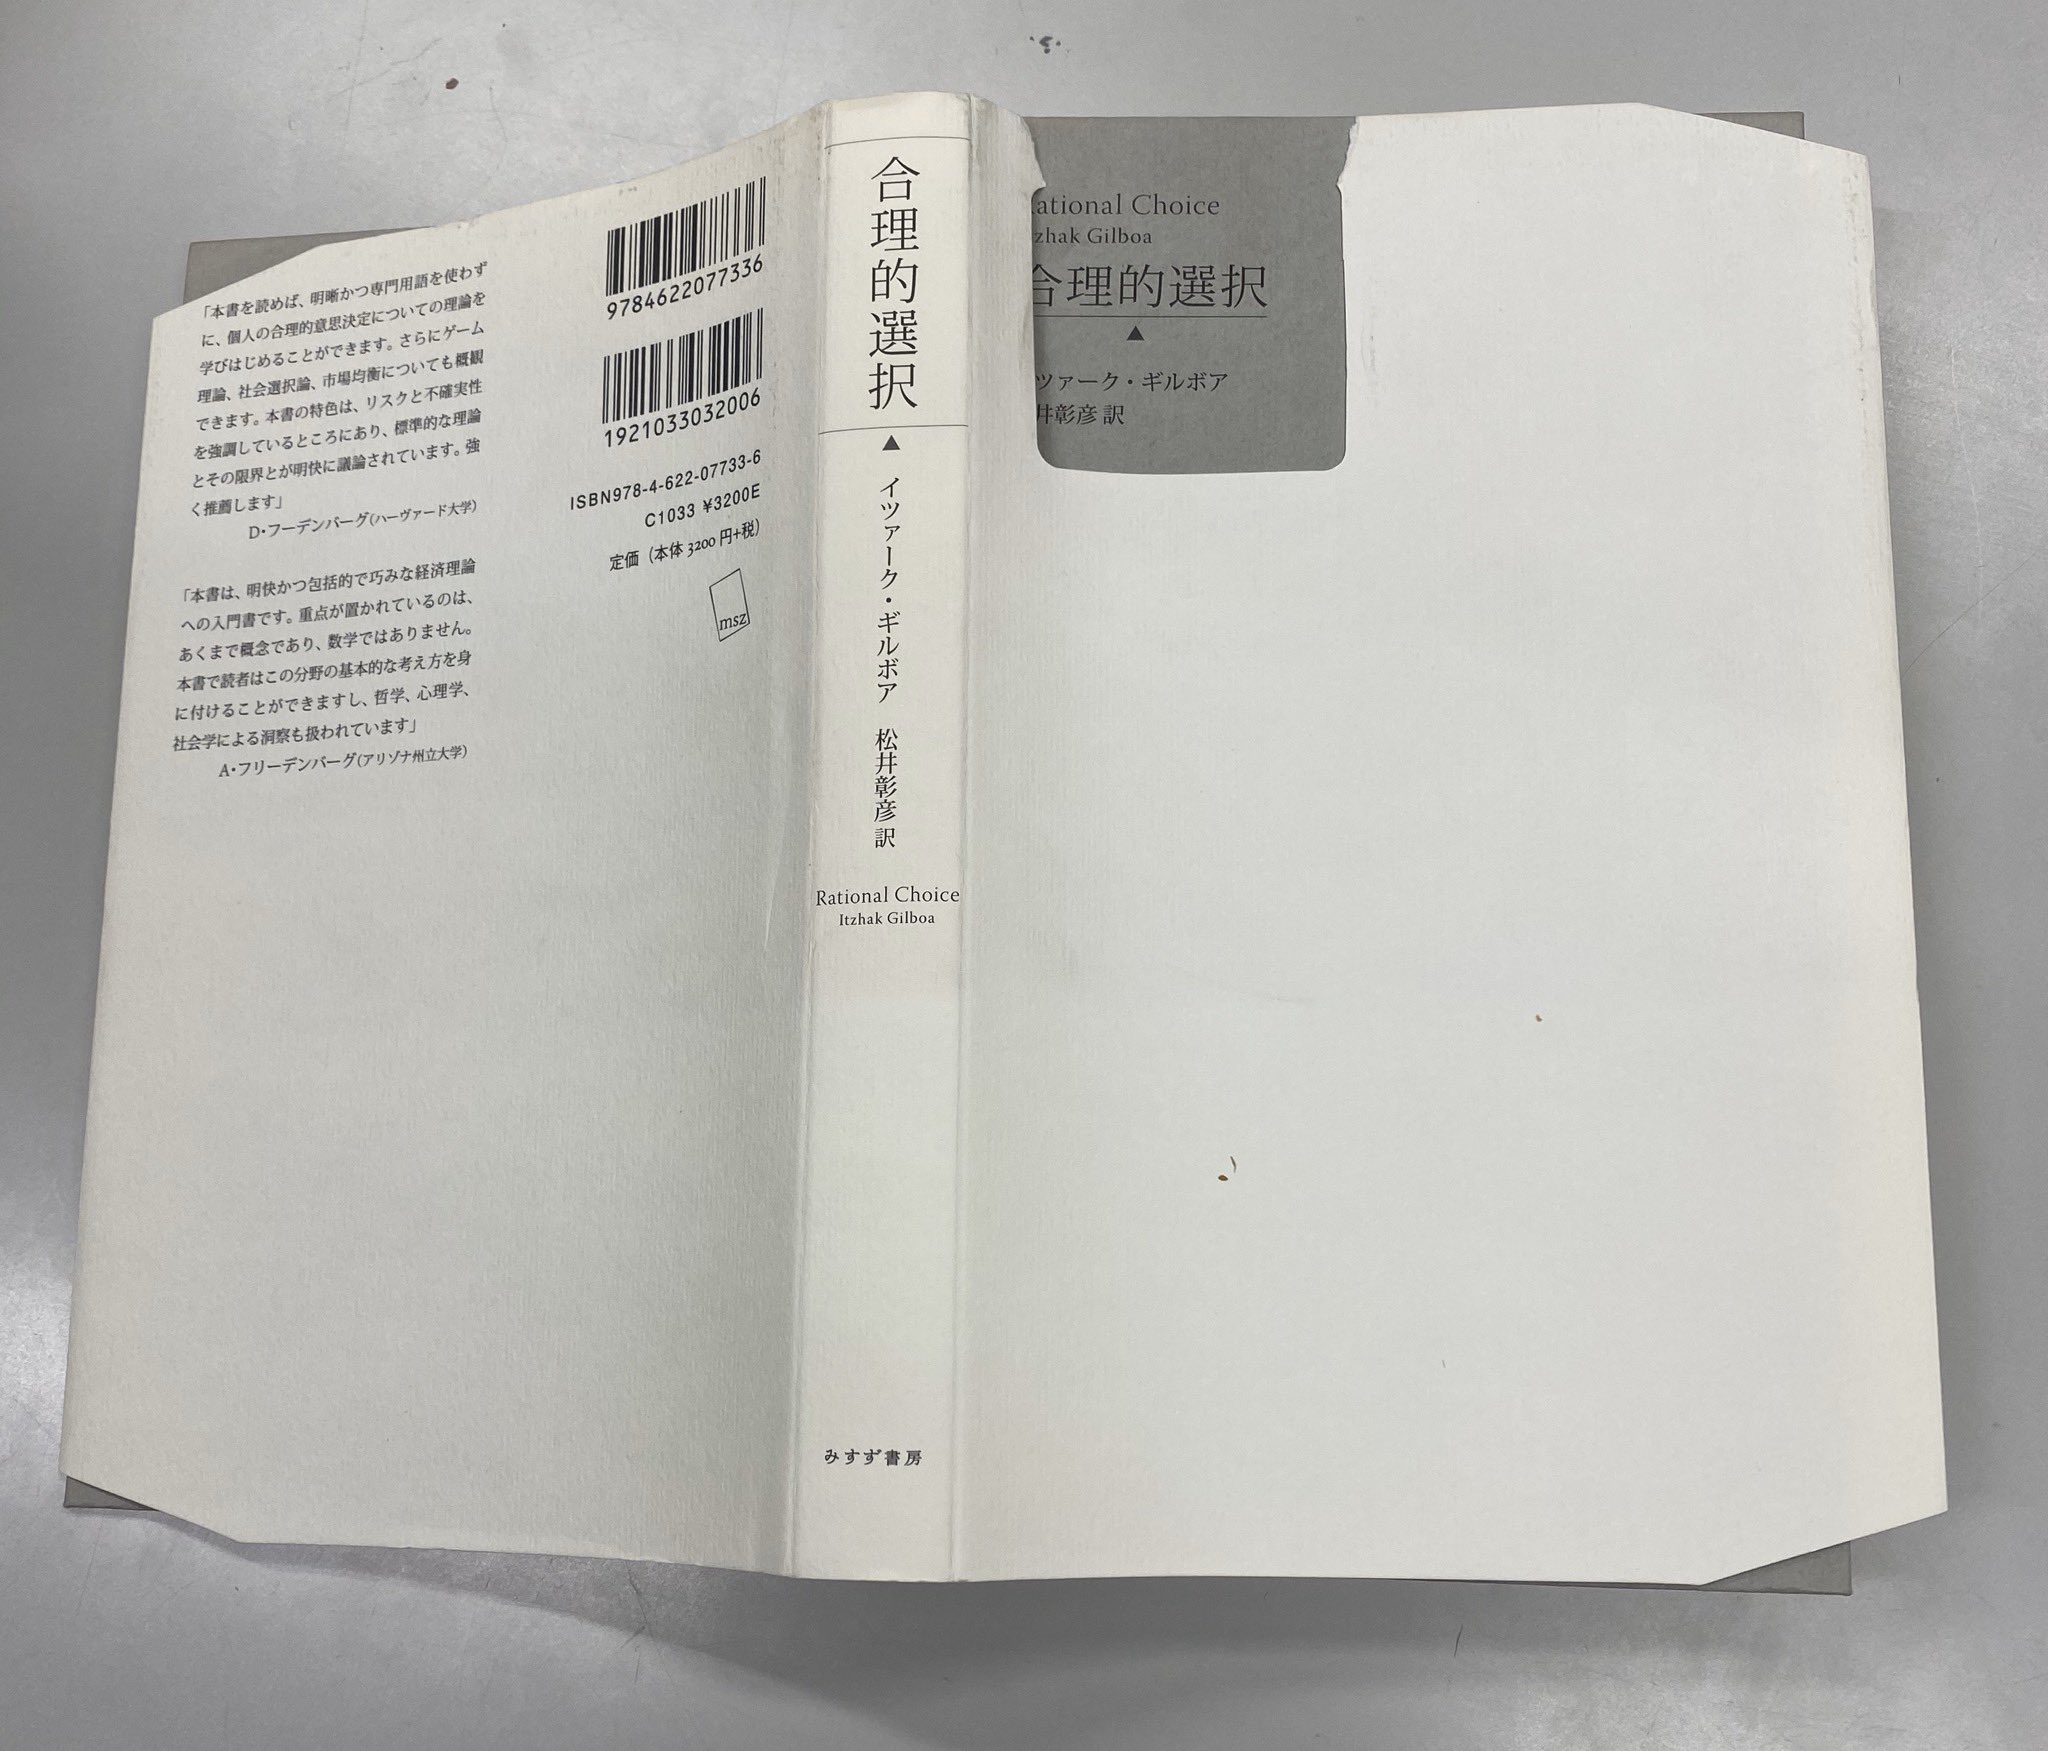 「本書を読めば、明晰かつ専門用語を使わず
に、個人の合理的意思決定についての理論を
学びはじめることができます。さらにゲーム
理論、社会選択論、市場均衡についても概観
できます。本書の特色は、リスクと不確実性
を強調しているところにあり、標準的な理論
とその限界とが明快に議論されています。強
く推薦します」
D・フーデンバーグ(ハーヴァード大学)
「本書は、明快かつ包括的で巧みな経済理論
への入門書です。重点が置かれているのは、
あくまで概念であり、数学ではありません。
本書で読者はこの分野の基本的な考え方を身
に付けることができますし、哲学、心理学、
社会学による洞察も扱われています」
A・フリーデンバーグ(アリゾナ州立大学)
9784622077336
1921033032006
ISBN978-4-622-07733-6
C1033 ¥3200E
定価 (本体 3200 円+税)
msz
合理的選択
▲
イツァーク・ギルボア
松井彰彦 訳
Rational Choice
Itzhak Gilboa
みすず書房
ational Choice
zhak Gilboa
合理的選択
▲
ツァーク・ギルボア
井彰彦 訳